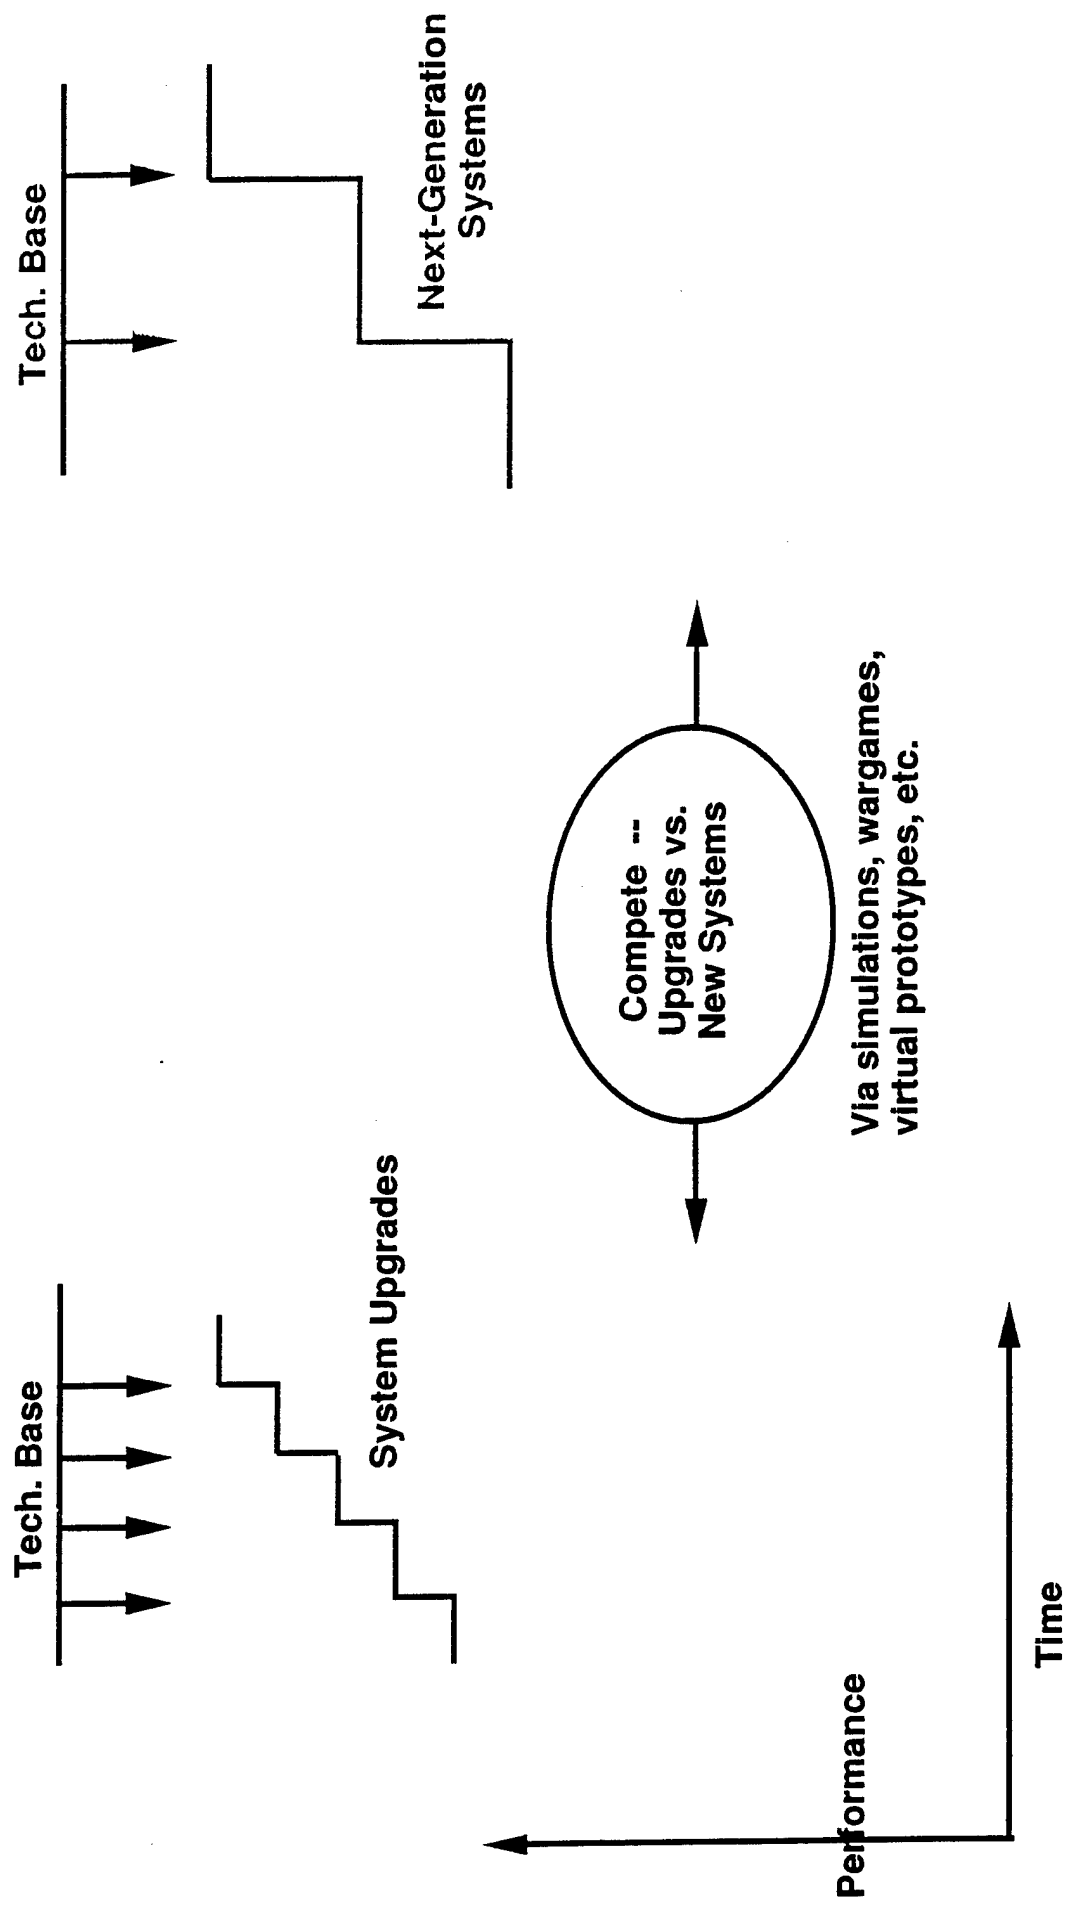 Tech. Base
System Upgrades
Tech. Base
Next-Generation
Systems
Compete --
Upgrades vs.
New Systems
Via simulations, wargames,
virtual prototypes, etc.
Performance
Time